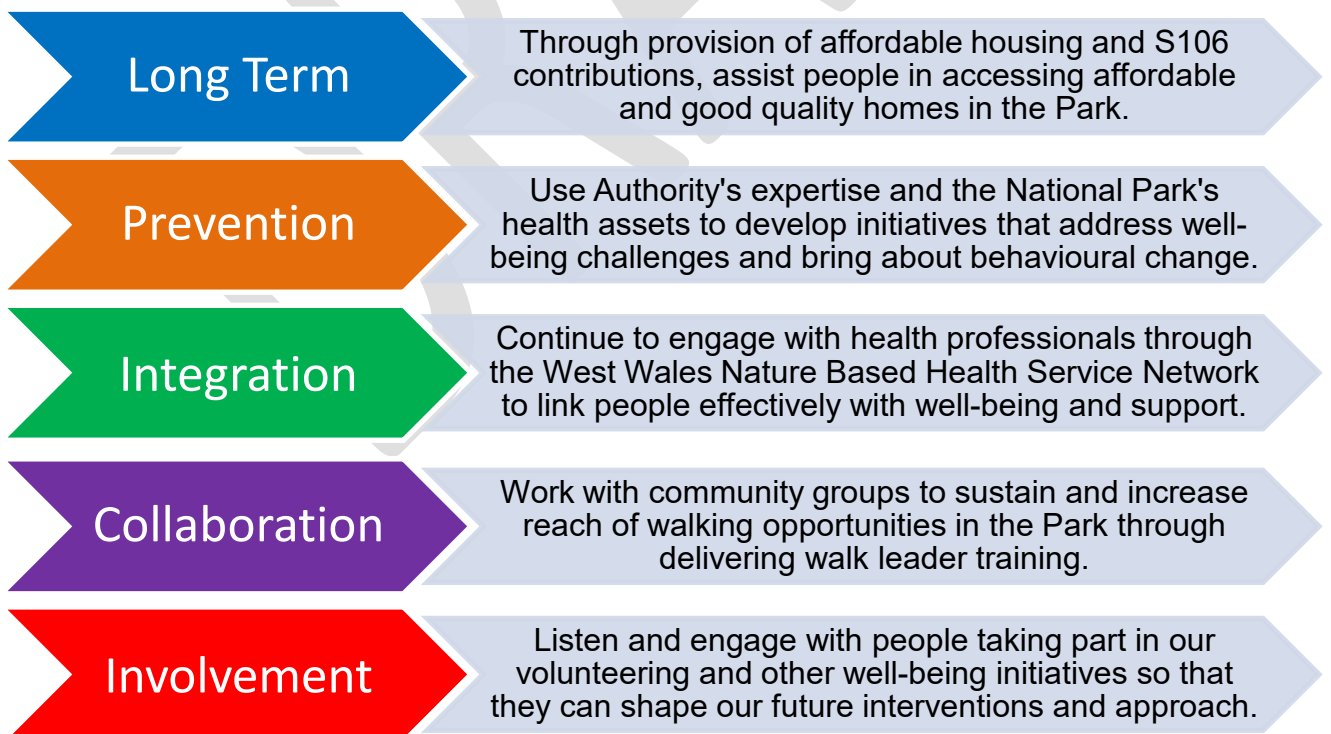 Long Term
Through provision of affordable housing and S106
contributions, assist people in accessing affordable
and good quality homes in the Park.
Prevention
Use Authority's expertise and the National Park's
health assets to develop initiatives that address well-
being challenges and bring about behavioural change.
Integration
Continue to engage with health professionals through
the West Wales Nature Based Health Service Network
to link people effectively with well-being and support.
Collaboration
Work with community groups to sustain and increase
reach of walking opportunities in the Park through
delivering walk leader training.
Involvement
Listen and engage with people taking part in our
volunteering and other well-being initiatives so that
they can shape our future interventions and approach.